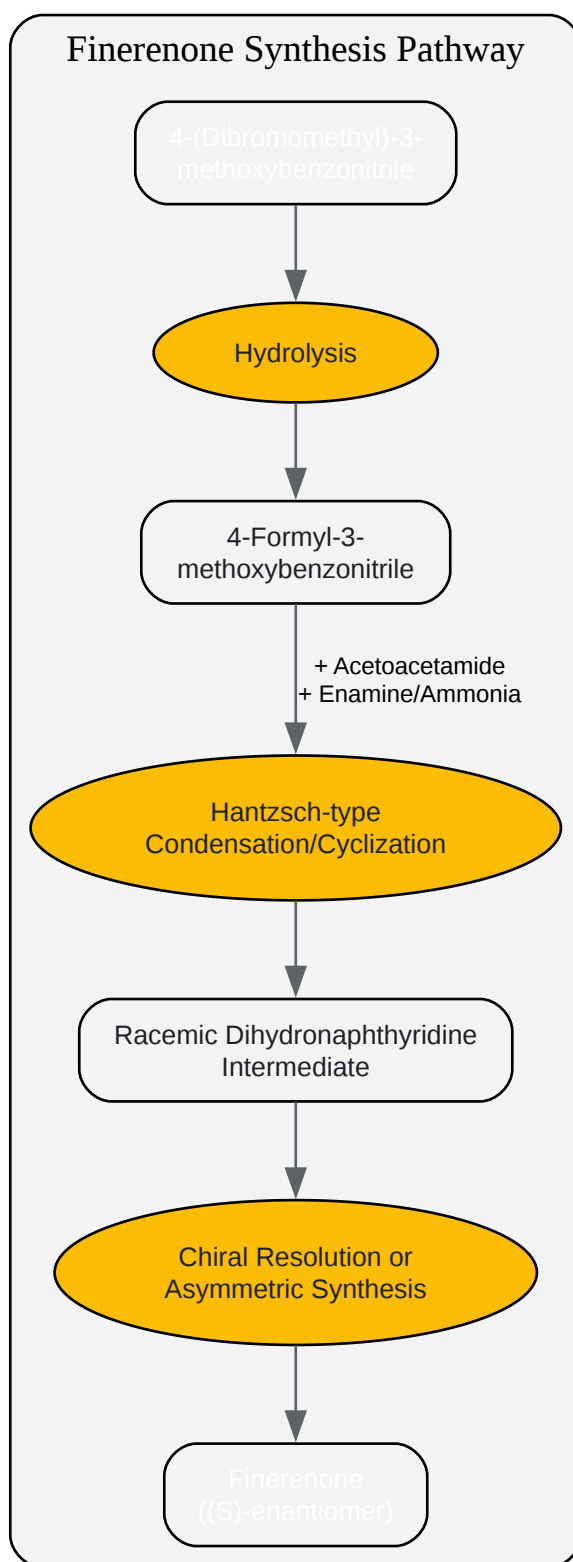 Finerenone Synthesis Pathway
4-(Dibromomethyl)-3-
methoxybenzonitrile
Hydrolysis
4-Formyl-3-
methoxybenzonitrile
+ Acetoacetamide
+ Enamine/Ammonia
Hantzsch-type
Condensation/Cyclization
Racemic Dihydronaphthyridine
Intermediate
Chiral Resolution or
Asymmetric Synthesis
Finerenone
((S)-enantiomer)